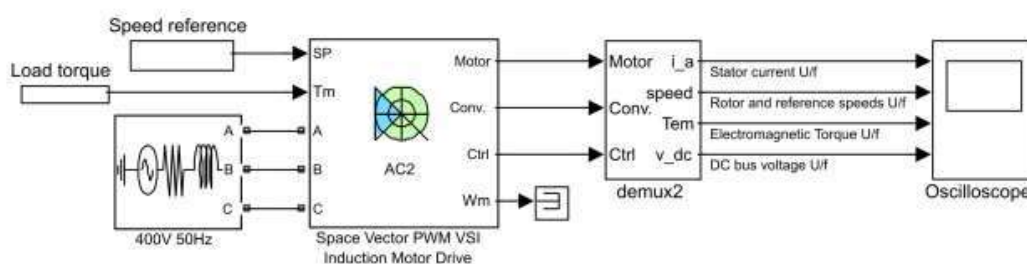 Speed reference
Load torque
SP
Tm
A
B
C
A
B
C
400V 50Hz
AC2
Motor
Conv.
Ctrl
Wm
Space Vector PWM VSI
Induction Motor Drive
Motor
Conv.
Ctrl
i_a
speed
Tem
v_dc
demux2
Stator current U/f
Rotor and reference speeds U/f
Electromagnetic Torque U/f
DC bus voltage U/f
Oscilloscope